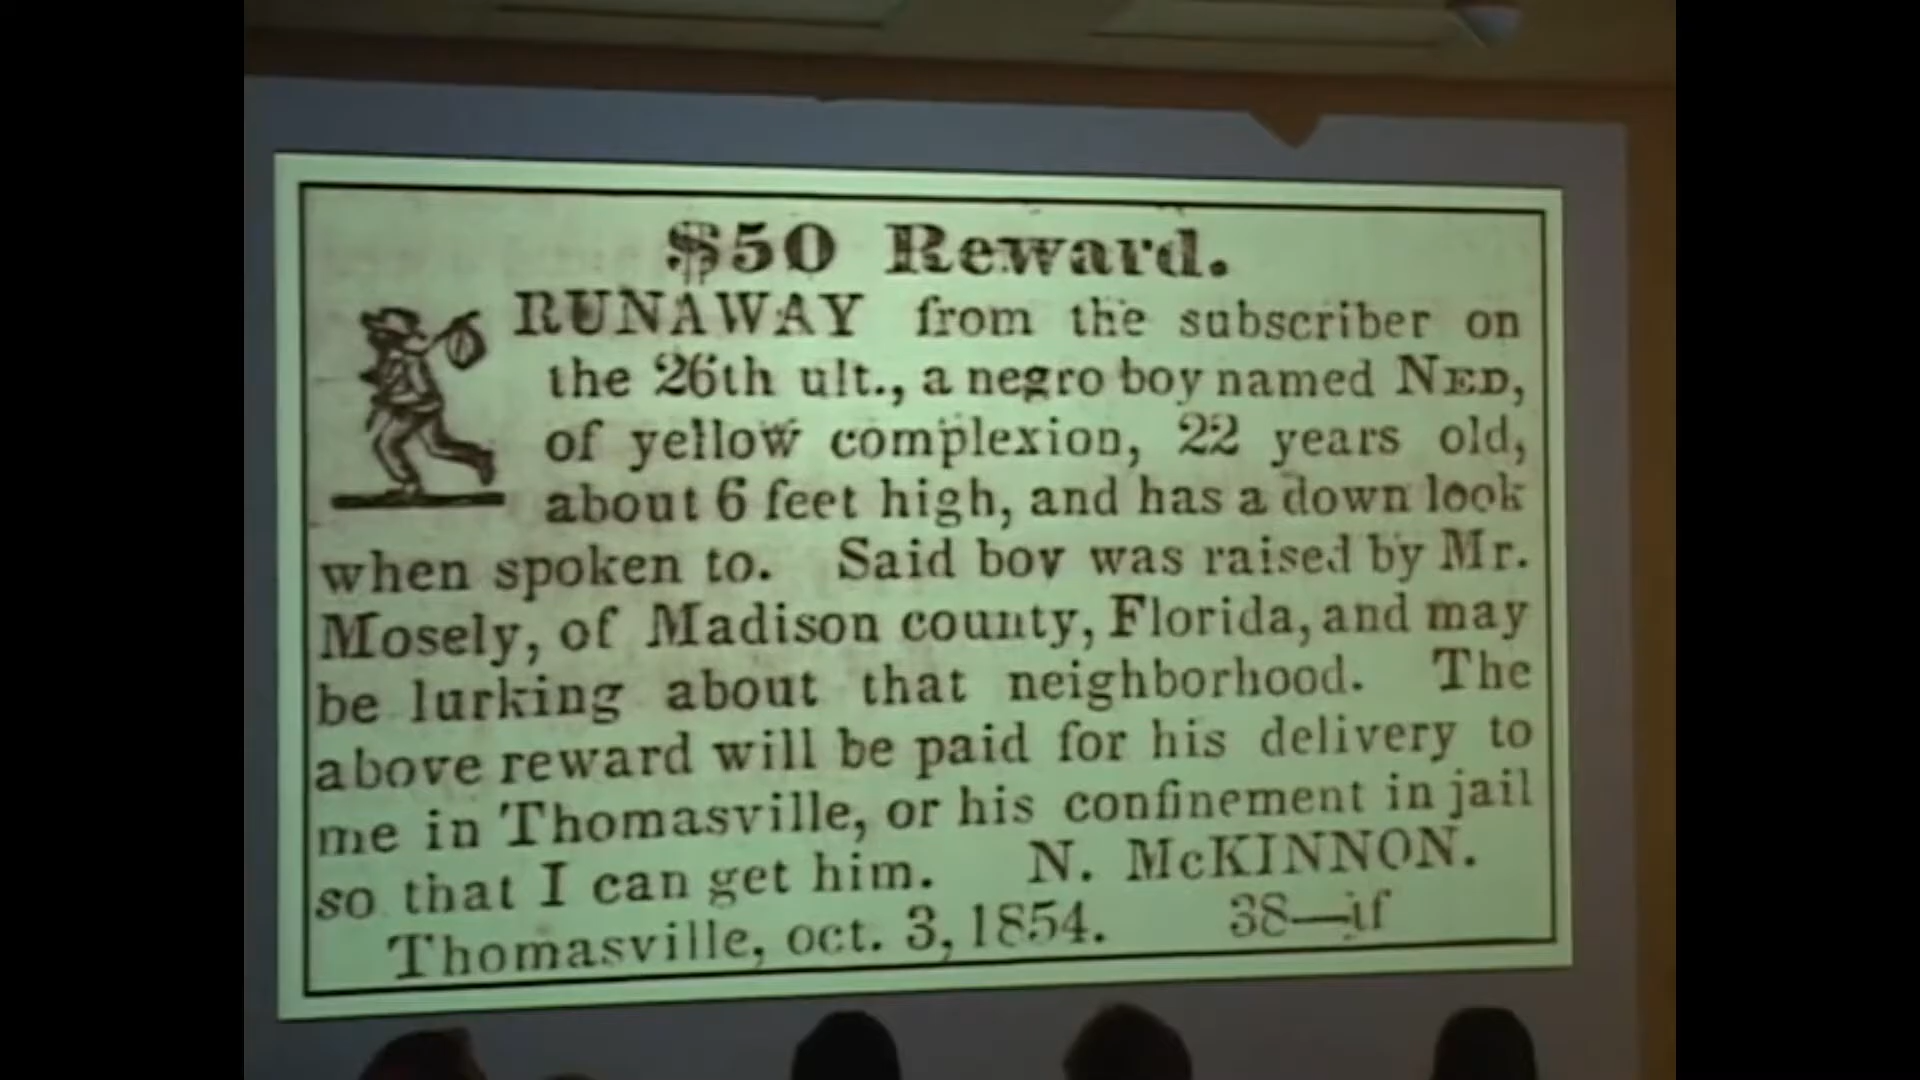 $50 Reward.
RUNAWAY from the subscriber on
the 26th ult., a negro boy named NED,
of yellow complexion, 22 years old,
about 6 feet high, and has a down look
when spoken to. Said boy was raised by Mr.
Mosely, of Madison county, Florida, and may
be lurking about that neighborhood. The
above reward will be paid for his delivery to
me in Thomasville, or his confinement in jail
so that I can get him. N. McKINNON.
Thomasville, oct. 3, 1854. 38—tf